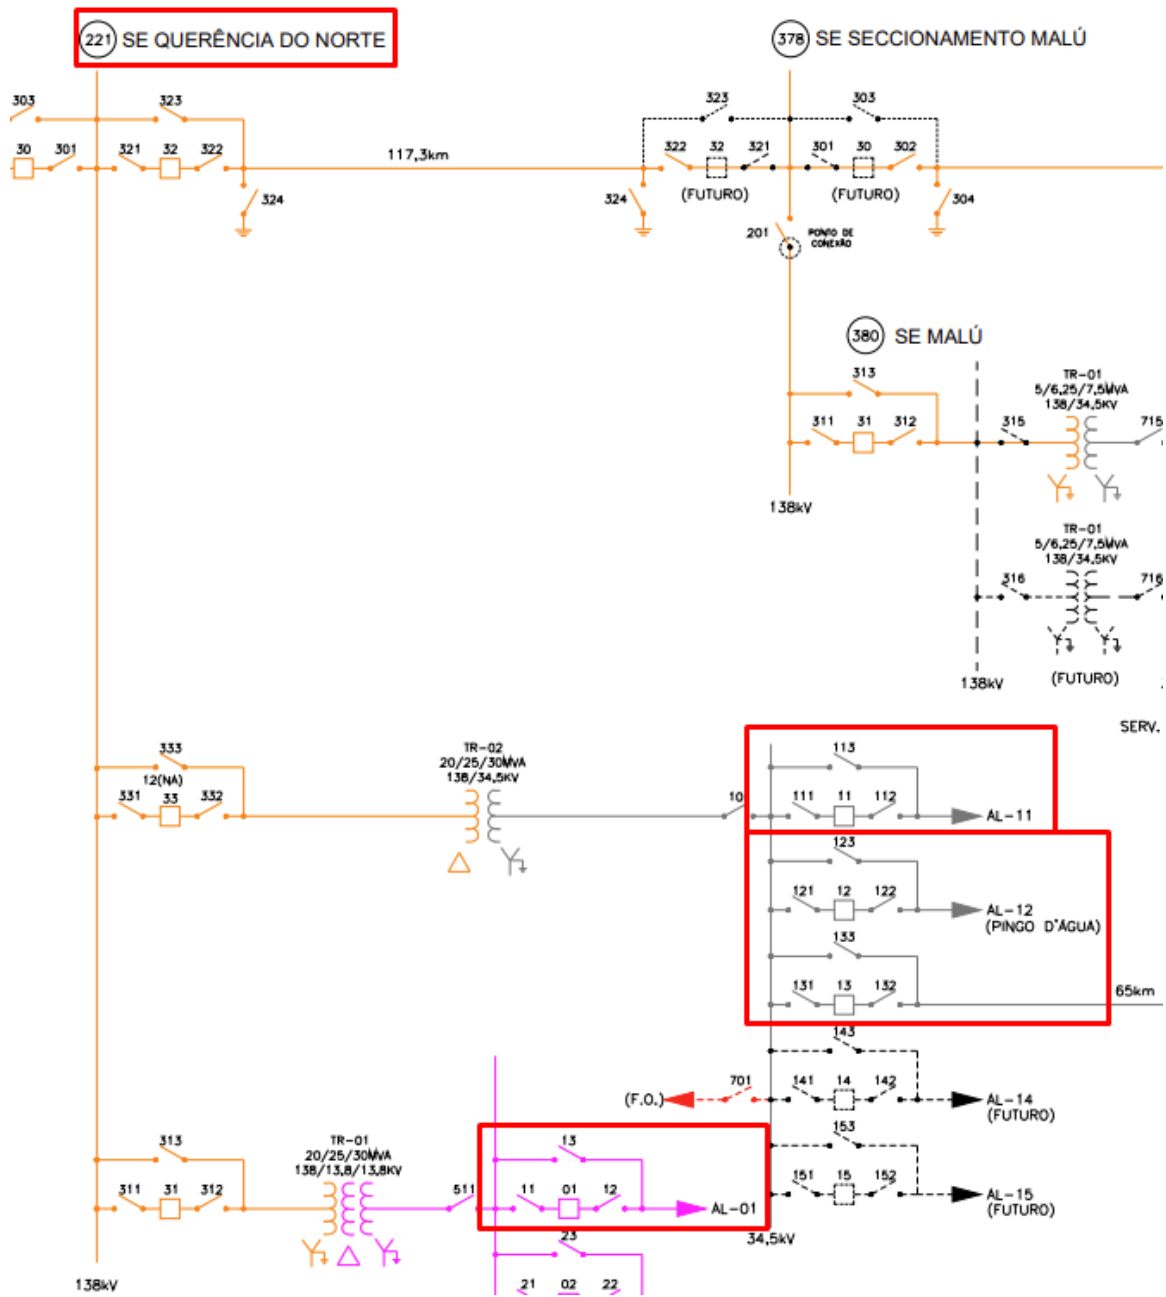 221 SE QUERÊNCIA DO NORTE
378 SE SECCIONAMENTO MALÚ
303 323 323 303
30 301 321 32 322 117,3km 322 32 321 301 30 302
(FUTURO) (FUTURO)
324 324 304
201 PONTO DE
CONEXÃO
380 SE MALÚ
313
TR-01
5/6,25/7,5MVA
138/34,5KV
311 31 312 315 715
138kV
TR-01
5/6,25/7,5MVA
138/34,5KV
316 716
(FUTURO)
138kV
SERV.
333
12(NA)
331 33 332
TR-02
20/25/30MVA
138/34,5KV
10
113
111 11 112 AL-11
123
121 12 122 AL-12
(PINGO D'ÁGUA)
133
131 13 132 65km
143
(F.O.) 701 141 14 142 AL-14
(FUTURO)
153
151 15 152 AL-15
(FUTURO)
34,5kV
313
311 31 312
TR-01
20/25/30MVA
138/13,8/13,8KV
511
13
11 01 12 AL-01
23
21 02 22
138kV